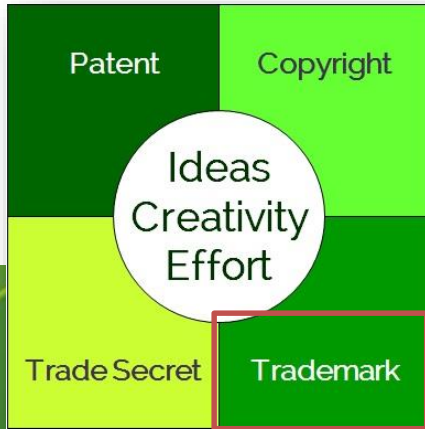 Patent
Copyright
Ideas
Creativity
Effort
Trade Secret
Trademark